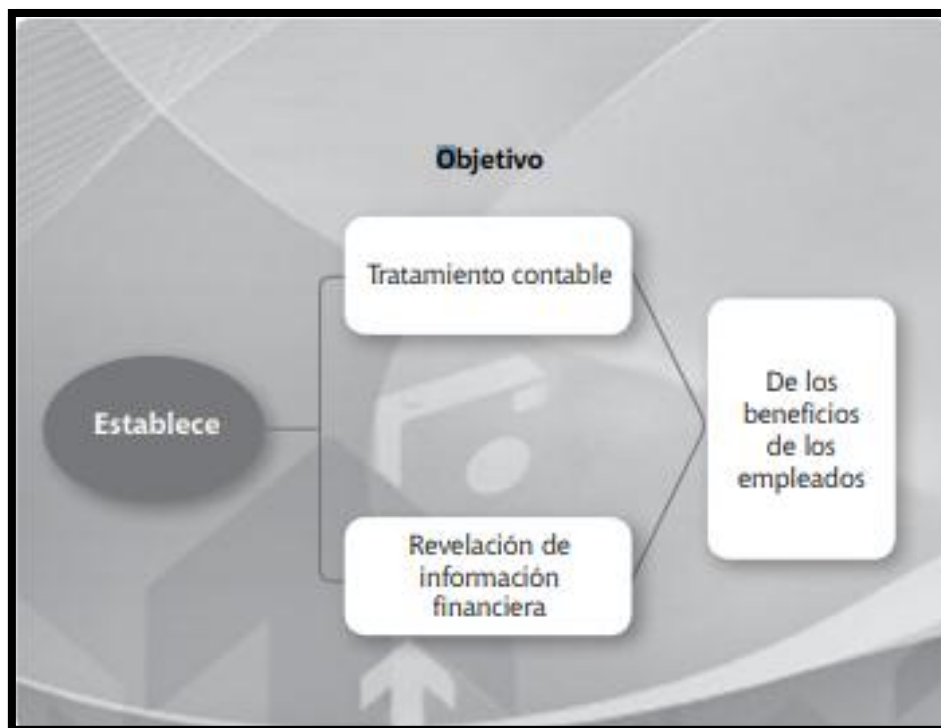 Objetivo
Tratamiento contable
Establece
De los
beneficios
de los
empleados
Revelación de
información
financiera